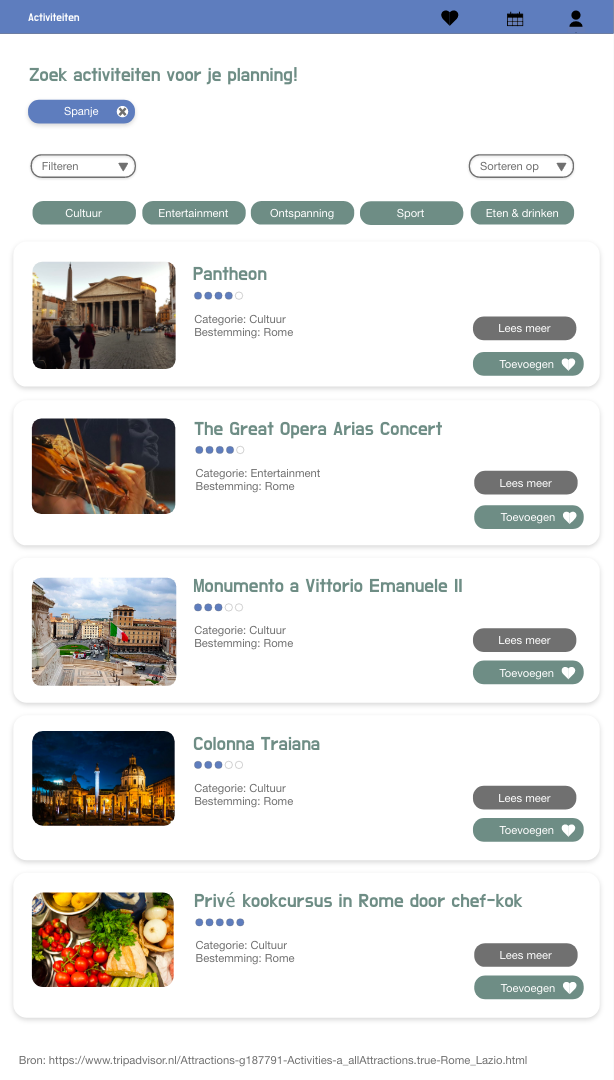 Activiteiten
Zoek activiteiten voor je planning!
Spanje
Filteren
Sorteren op
Cultuur
Entertainment
Ontspanning
Sport
Eten & drinken
Pantheon
Categorie: Cultuur
Bestemming: Rome
Lees meer
Toevoegen
The Great Opera Arias Concert
Categorie: Entertainment
Bestemming: Rome
Lees meer
Toevoegen
Monumento a Vittorio Emanuele II
Categorie: Cultuur
Bestemming: Rome
Lees meer
Toevoegen
Colonna Traiana
Categorie: Cultuur
Bestemming: Rome
Lees meer
Toevoegen
Privé kookcursus in Rome door chef-kok
Categorie: Cultuur
Bestemming: Rome
Lees meer
Toevoegen
Bron: https://www.tripadvisor.nl/Attractions-g187791-Activities-a_allAttractions.true-Rome_Lazio.html